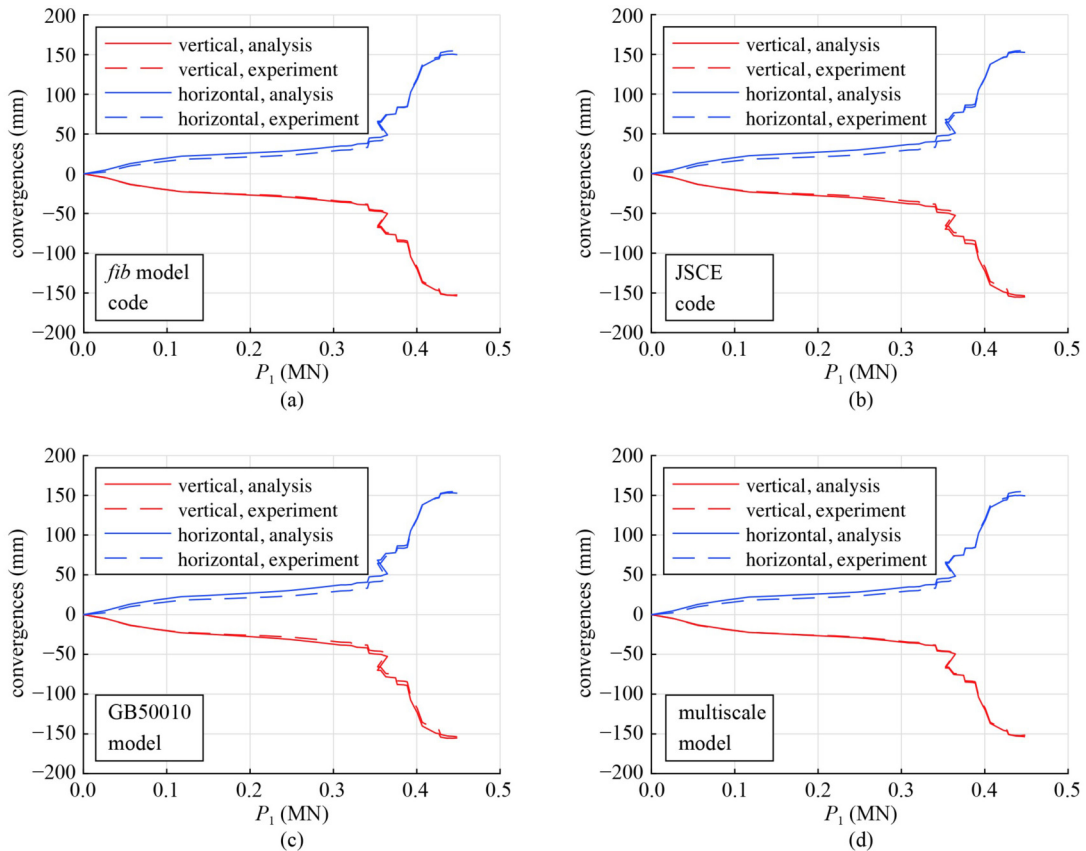 200
150
100
50
0
−50
−100
−150
−200
convergences (mm)
vertical, analysis
vertical, experiment
horizontal, analysis
horizontal, experiment
fib model
code
0.0 0.1 0.2 0.3 0.4 0.5
P1 (MN)
(a)
200
150
100
50
0
−50
−100
−150
−200
convergences (mm)
vertical, analysis
vertical, experiment
horizontal, analysis
horizontal, experiment
JSCE
code
0.0 0.1 0.2 0.3 0.4 0.5
P1 (MN)
(b)
200
150
100
50
0
−50
−100
−150
−200
convergences (mm)
vertical, analysis
vertical, experiment
horizontal, analysis
horizontal, experiment
GB50010
model
0.0 0.1 0.2 0.3 0.4 0.5
P1 (MN)
(c)
200
150
100
50
0
−50
−100
−150
−200
convergences (mm)
vertical, analysis
vertical, experiment
horizontal, analysis
horizontal, experiment
multiscale
model
0.0 0.1 0.2 0.3 0.4 0.5
P1 (MN)
(d)